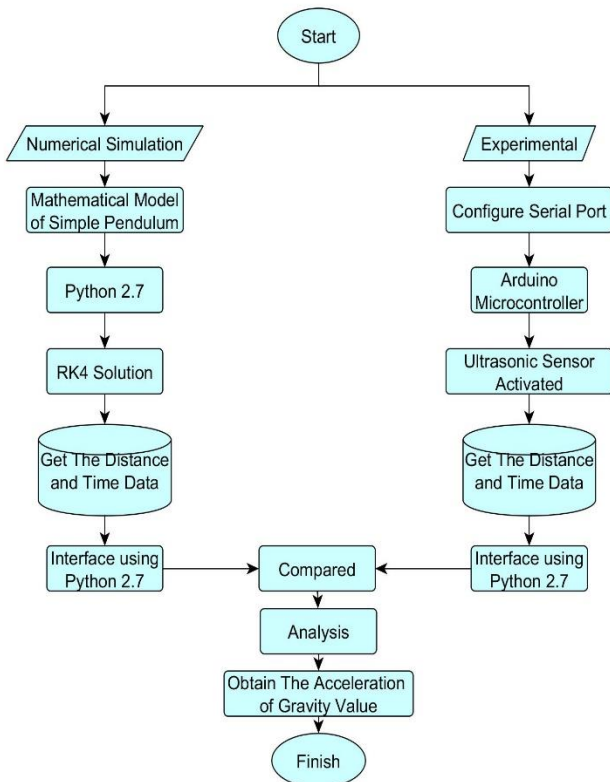 Start
Numerical Simulation
Experimental
Mathematical Model
of Simple Pendulum
Configure Serial Port
Python 2.7
Arduino
Microcontroller
RK4 Solution
Ultrasonic Sensor
Activated
Get The Distance
and Time Data
Get The Distance
and Time Data
Interface using
Python 2.7
Compared
Interface using
Python 2.7
Analysis
Obtain The Acceleration
of Gravity Value
Finish